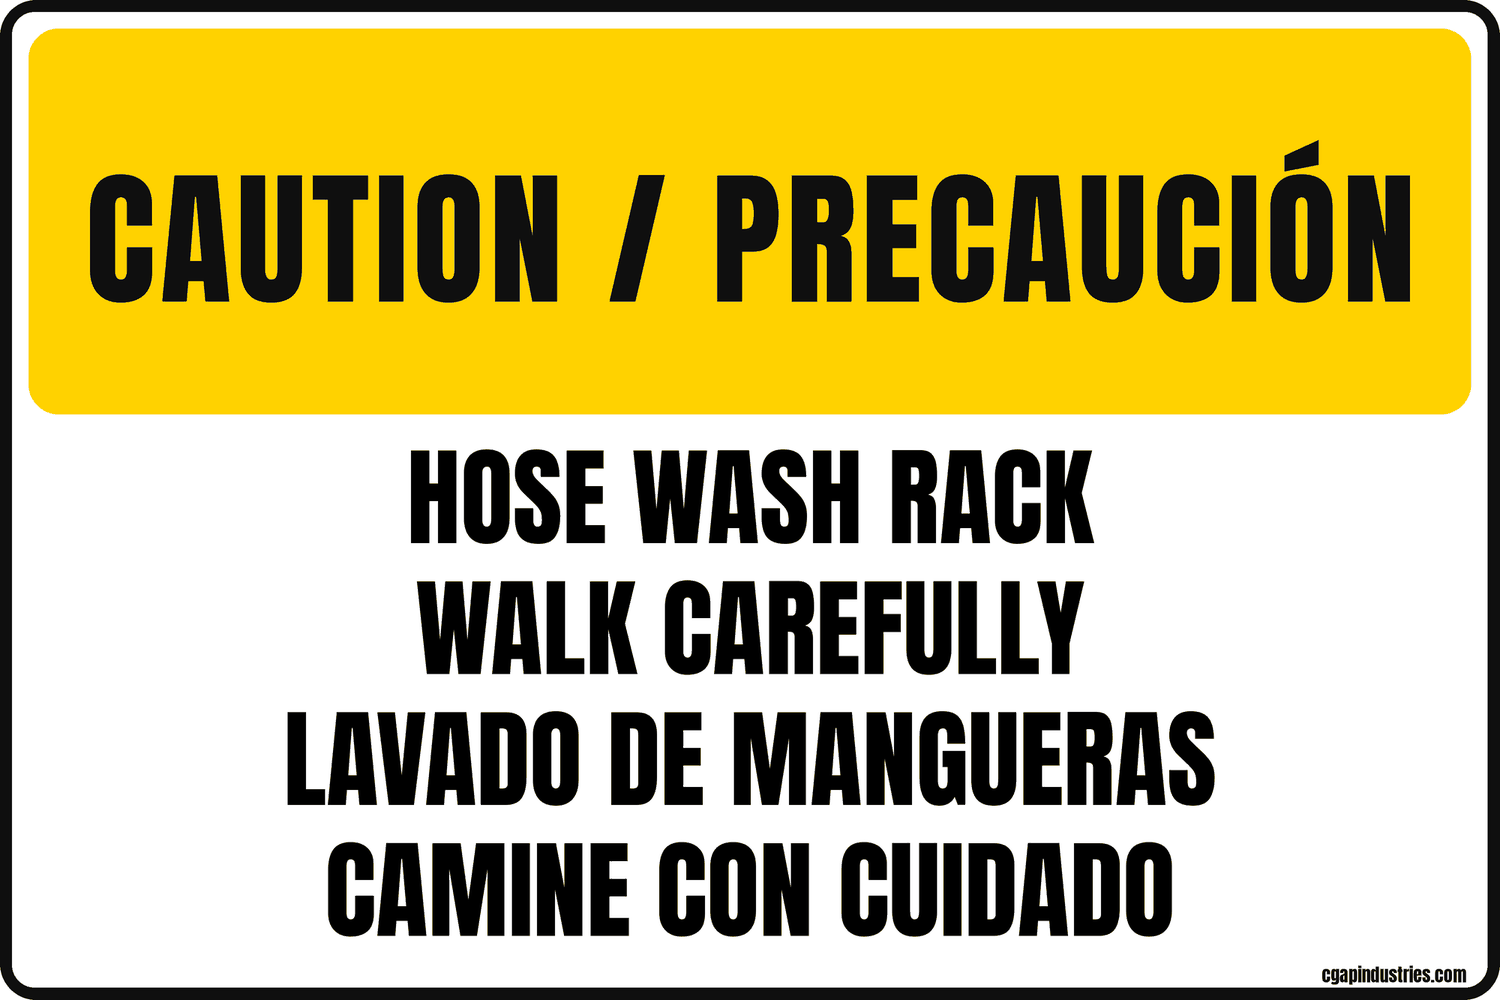 CAUTION / PRECAUCIÓN
HOSE WASH RACK
WALK CAREFULLY
LAVADO DE MANGUERAS
CAMINE CON CUIDADO
cgapindustries.com